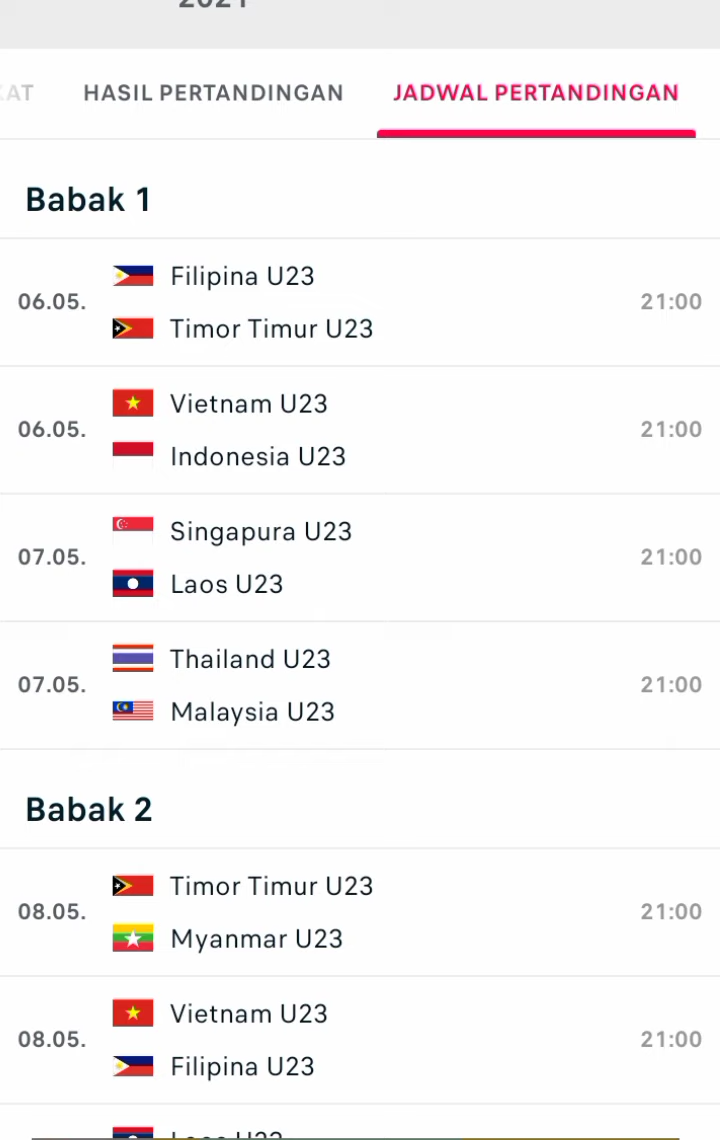 HASIL PERTANDINGAN
JADWAL PERTANDINGAN
Babak 1
06.05.
Filipina U23
Timor Timur U23
21:00
06.05.
Vietnam U23
Indonesia U23
21:00
07.05.
Singapura U23
Laos U23
21:00
07.05.
Thailand U23
Malaysia U23
21:00
Babak 2
08.05.
Timor Timur U23
Myanmar U23
21:00
08.05.
Vietnam U23
Filipina U23
21:00